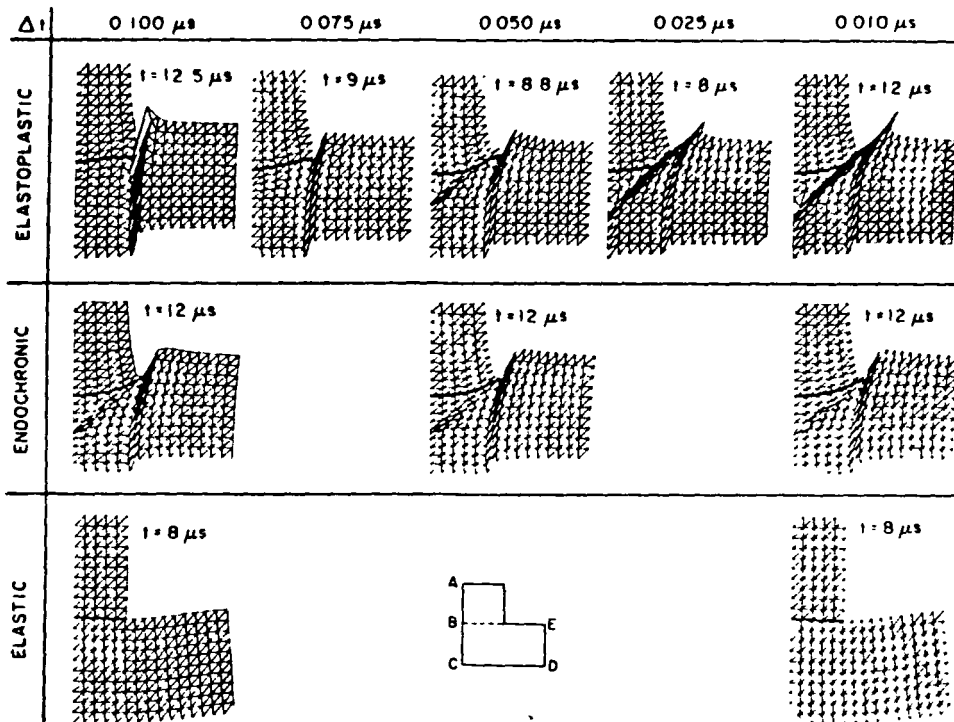 Δt 0.100 μs 0.075 μs 0.050 μs 0.025 μs 0.010 μs
ELASTOPLASTIC
t = 12.5 μs t = 9 μs t = 8.8 μs t = 8 μs t = 12 μs
ENDOCHRONIC
t = 12 μs t = 12 μs t = 12 μs
ELASTIC
t = 8 μs t = 8 μs
A
B E
C D